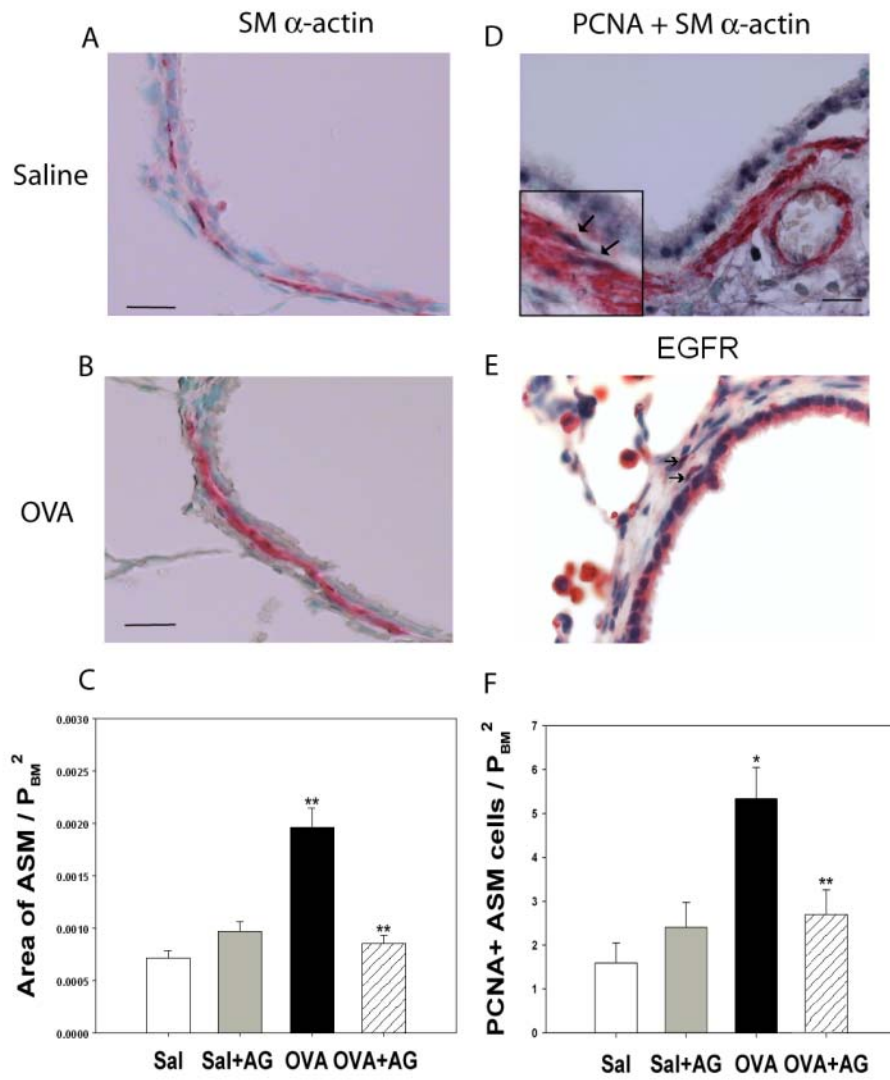 A
SM α-actin
D
PCNA + SM α-actin
Saline
B
E
EGFR
OVA
C
Area of ASM / P_BM²
0.0030
0.0025
0.0020
0.0015
0.0010
0.0005
0.0000
**
**
Sal Sal+AG OVA OVA+AG
F
PCNA+ ASM cells / P_BM²
7
6
5
4
3
2
1
0
*
**
Sal Sal+AG OVA OVA+AG